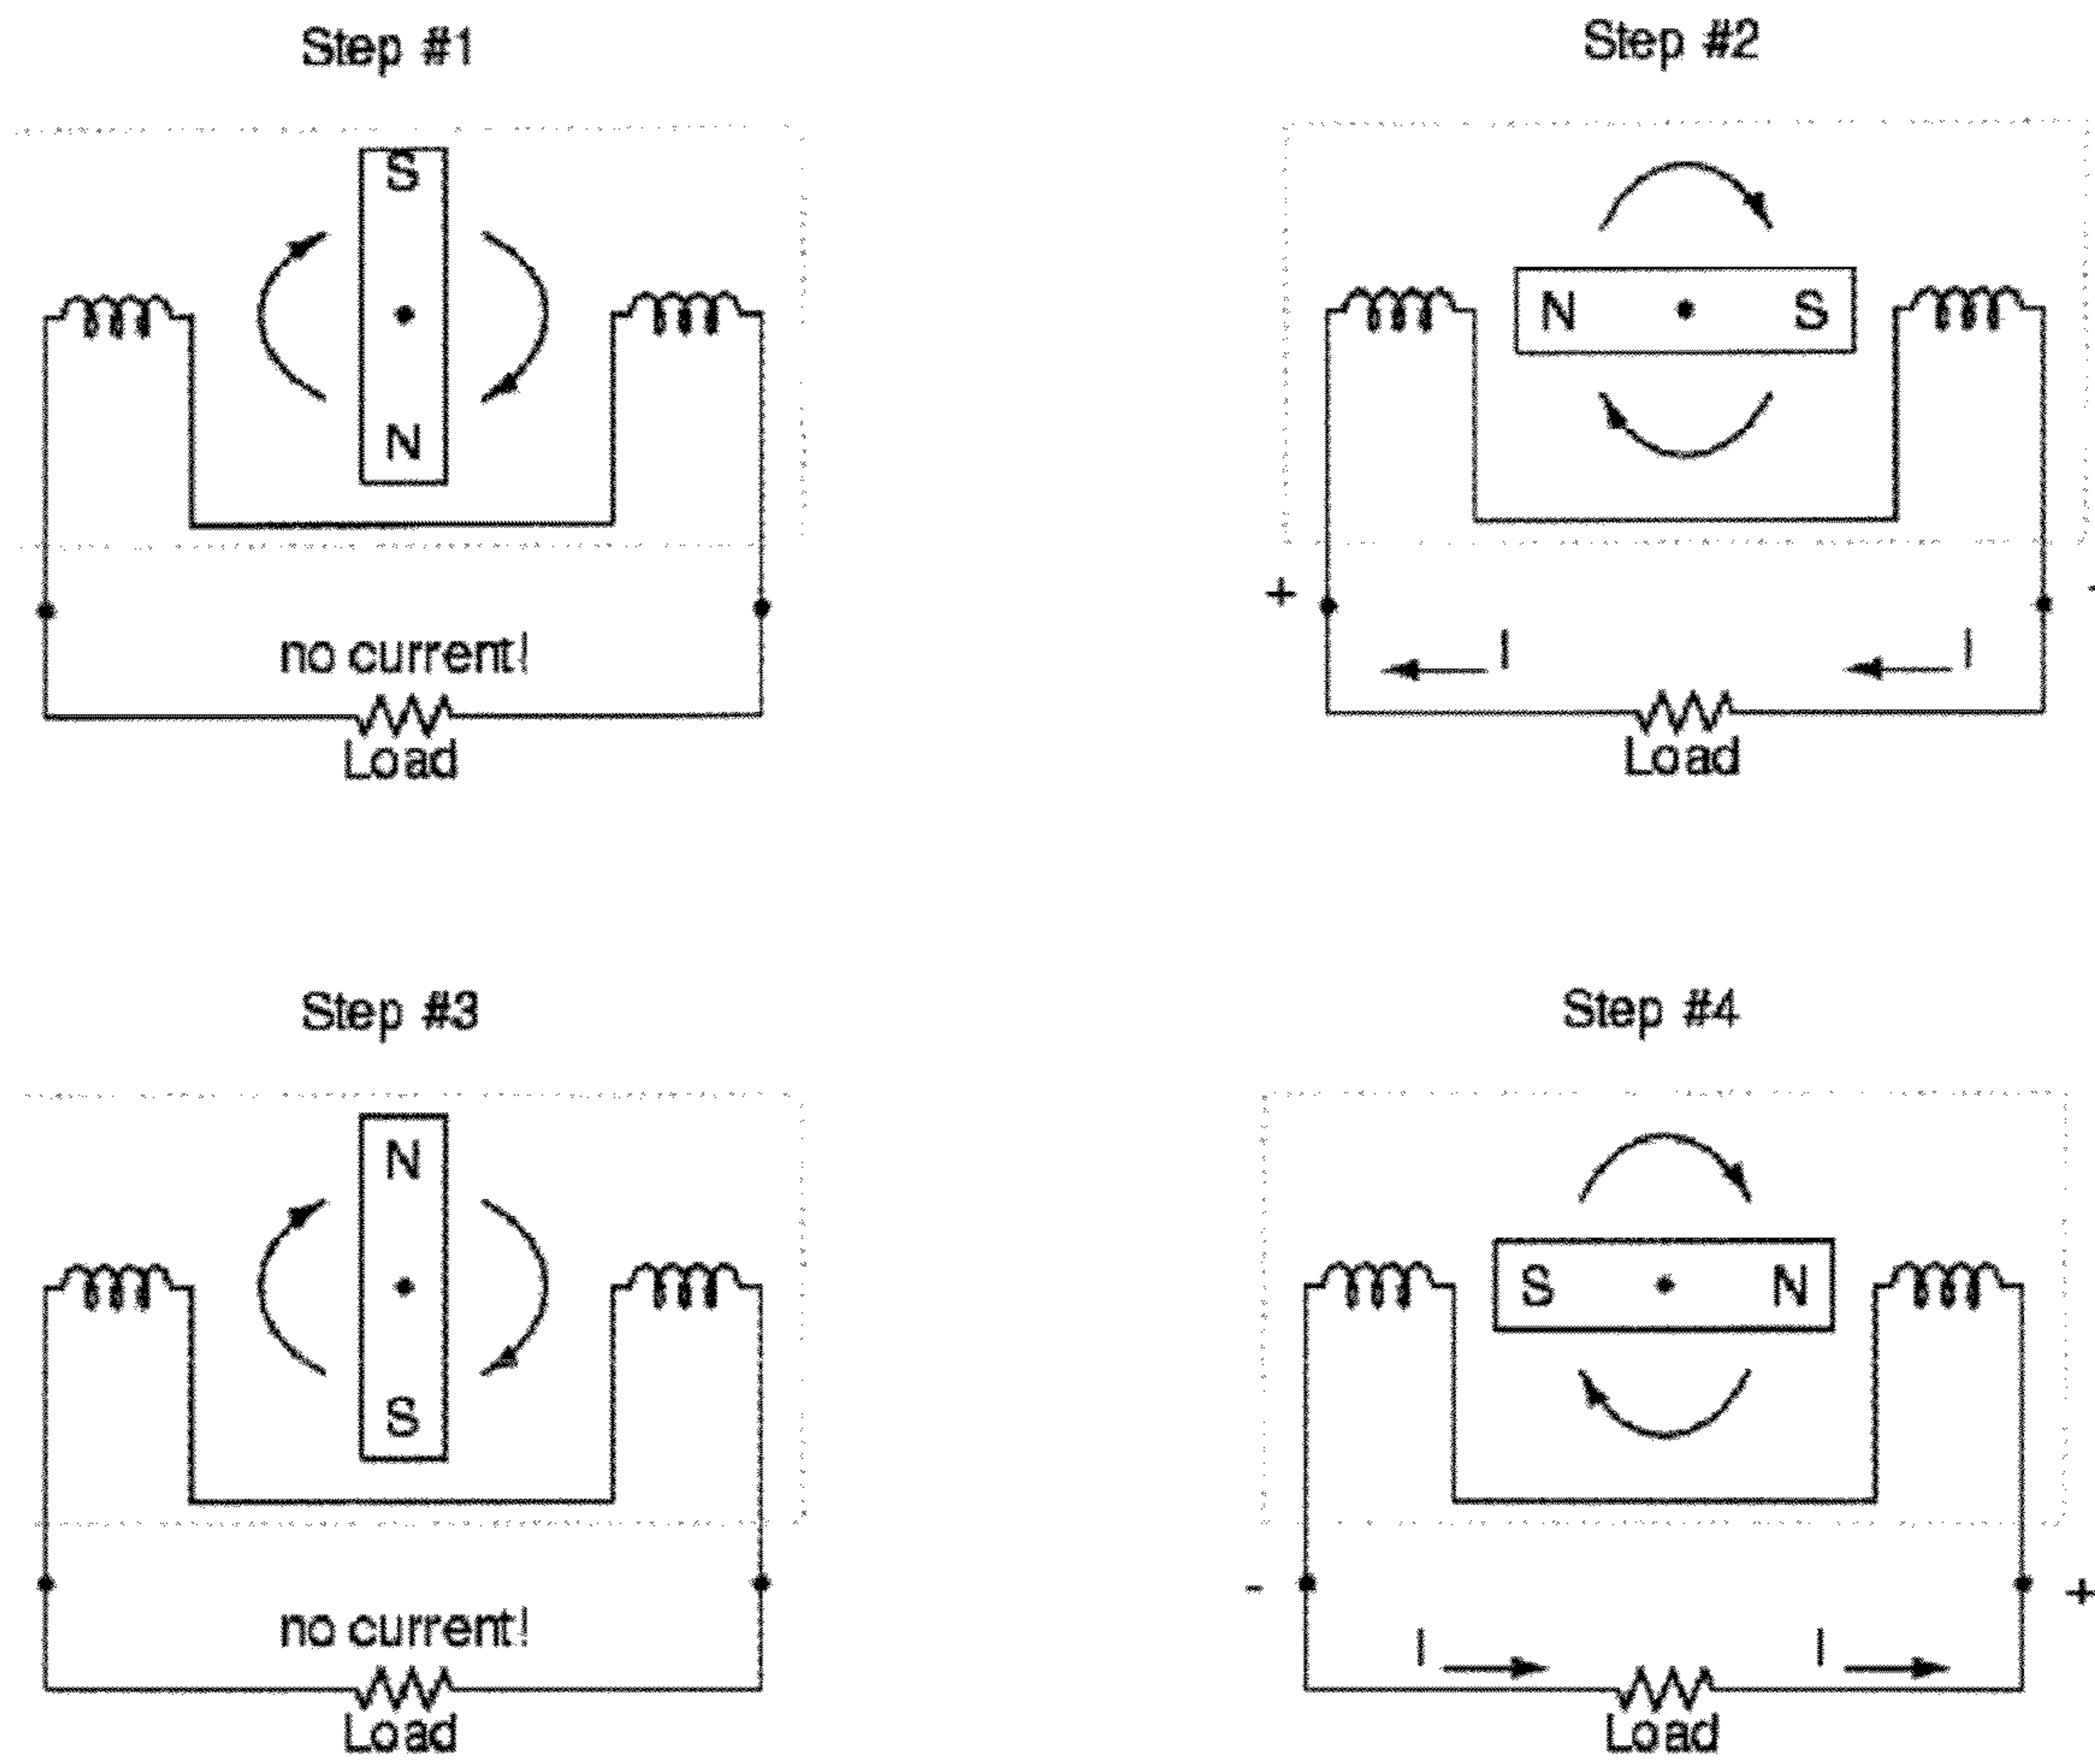 Step #1
S
N
no current!
Load
Step #2
N S
+ -
I I
Load
Step #3
N
S
no current!
Load
Step #4
S N
- +
I I
Load